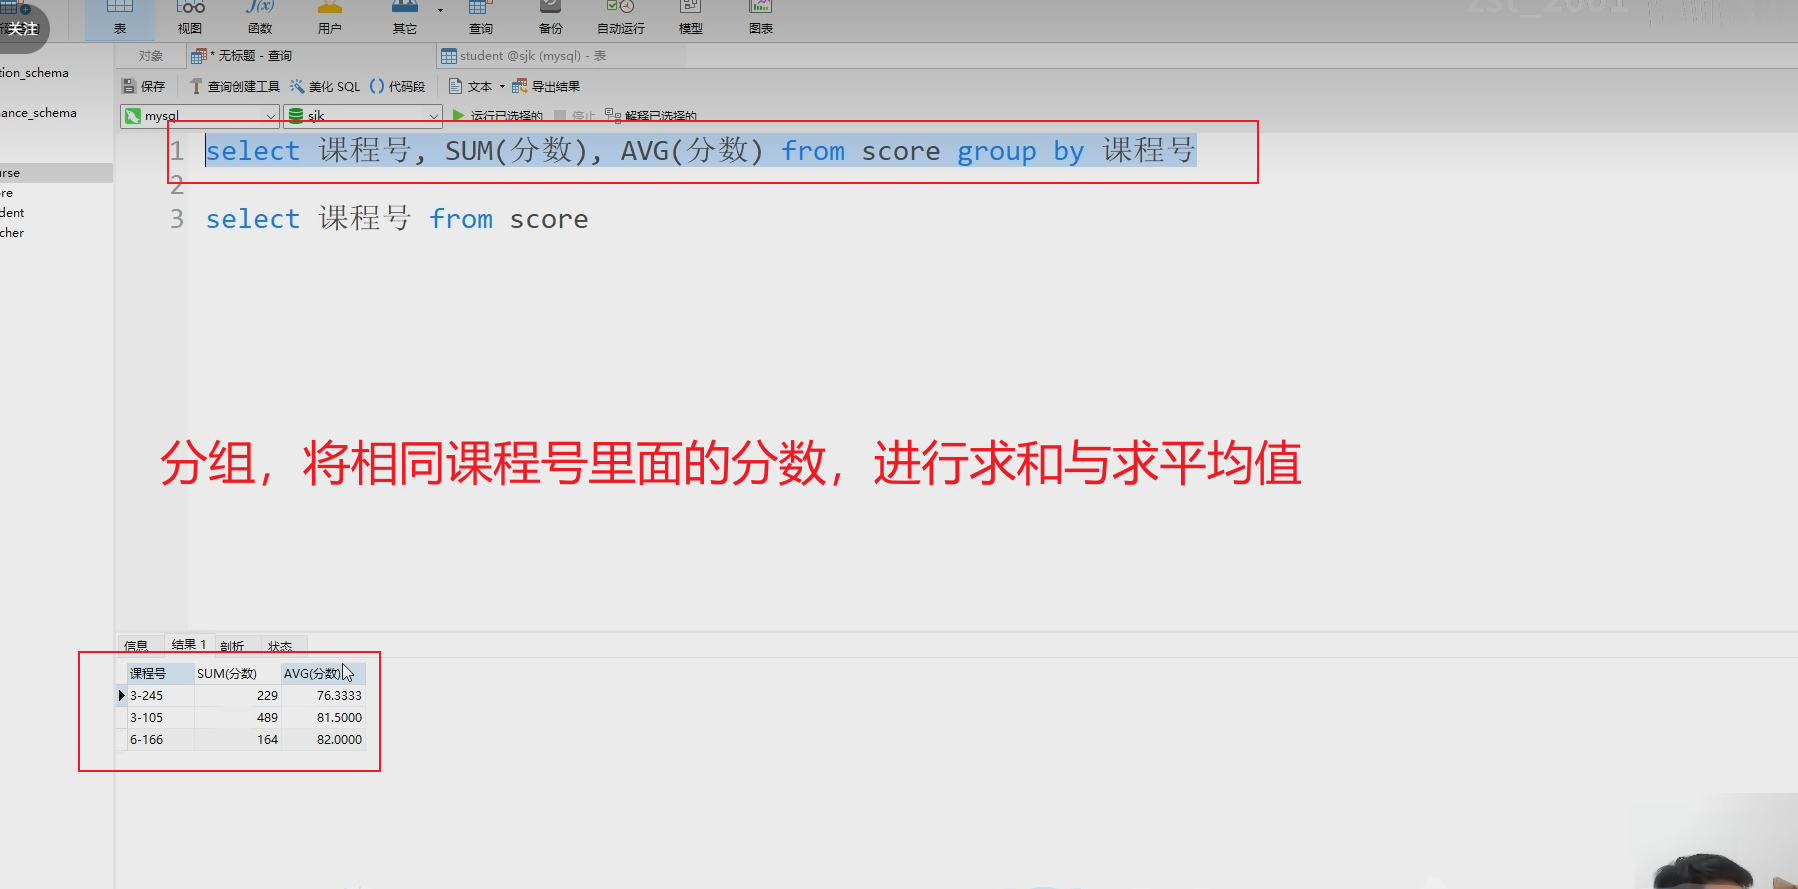 关注
表 视图 函数 用户 其它 查询 备份 自动运行 模型 图表
对象 * 无标题 - 查询 student @sjk (mysql) - 表
保存 查询创建工具 美化 SQL () 代码段 文本 导出结果
mysql sjk 运行已选择的 停止 解释已选择的
tion_schema
ance_schema
urse
re
dent
cher
1 select 课程号, SUM(分数), AVG(分数) from score group by 课程号
2
3 select 课程号 from score
分组，将相同课程号里面的分数，进行求和与求平均值
信息 结果 1 剖析 状态
课程号 SUM(分数) AVG(分数)
3-245 229 76.3333
3-105 489 81.5000
6-166 164 82.0000